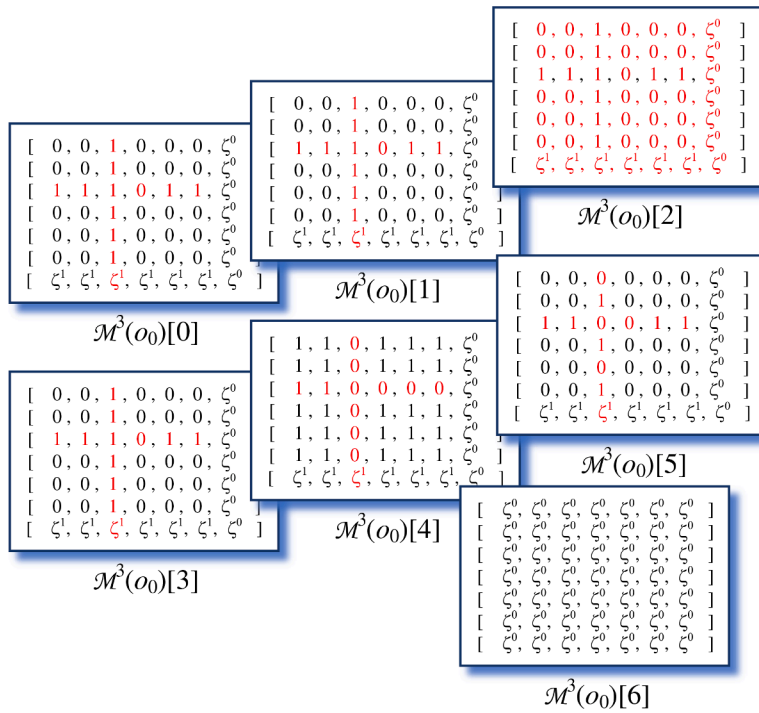 [ 0 , 0 , 1 , 0 , 0 , 0 , ζ⁰ ]
[ 0 , 0 , 1 , 0 , 0 , 0 , ζ⁰ ]
[ 1 , 1 , 1 , 0 , 1 , 1 , ζ⁰ ]
[ 0 , 0 , 1 , 0 , 0 , 0 , ζ⁰ ]
[ 0 , 0 , 1 , 0 , 0 , 0 , ζ⁰ ]
[ 0 , 0 , 1 , 0 , 0 , 0 , ζ⁰ ]
[ ζ¹, ζ¹, ζ¹, ζ¹, ζ¹, ζ¹, ζ⁰ ]
ℳ³(o₀)[0]
[ 0 , 0 , 1 , 0 , 0 , 0 , ζ⁰ ]
[ 0 , 0 , 1 , 0 , 0 , 0 , ζ⁰ ]
[ 1 , 1 , 1 , 0 , 1 , 1 , ζ⁰ ]
[ 0 , 0 , 1 , 0 , 0 , 0 , ζ⁰ ]
[ 0 , 0 , 1 , 0 , 0 , 0 , ζ⁰ ]
[ 0 , 0 , 1 , 0 , 0 , 0 , ζ⁰ ]
[ ζ¹, ζ¹, ζ¹, ζ¹, ζ¹, ζ¹, ζ⁰ ]
ℳ³(o₀)[1]
[ 0 , 0 , 1 , 0 , 0 , 0 , ζ⁰ ]
[ 0 , 0 , 1 , 0 , 0 , 0 , ζ⁰ ]
[ 1 , 1 , 1 , 0 , 1 , 1 , ζ⁰ ]
[ 0 , 0 , 1 , 0 , 0 , 0 , ζ⁰ ]
[ 0 , 0 , 1 , 0 , 0 , 0 , ζ⁰ ]
[ 0 , 0 , 1 , 0 , 0 , 0 , ζ⁰ ]
[ ζ¹, ζ¹, ζ¹, ζ¹, ζ¹, ζ¹, ζ⁰ ]
ℳ³(o₀)[2]
[ 0 , 0 , 1 , 0 , 0 , 0 , ζ⁰ ]
[ 0 , 0 , 1 , 0 , 0 , 0 , ζ⁰ ]
[ 1 , 1 , 1 , 0 , 1 , 1 , ζ⁰ ]
[ 0 , 0 , 1 , 0 , 0 , 0 , ζ⁰ ]
[ 0 , 0 , 1 , 0 , 0 , 0 , ζ⁰ ]
[ 0 , 0 , 1 , 0 , 0 , 0 , ζ⁰ ]
[ ζ¹, ζ¹, ζ¹, ζ¹, ζ¹, ζ¹, ζ⁰ ]
ℳ³(o₀)[3]
[ 1 , 1 , 0 , 1 , 1 , 1 , ζ⁰ ]
[ 1 , 1 , 0 , 1 , 1 , 1 , ζ⁰ ]
[ 1 , 1 , 0 , 0 , 0 , 0 , ζ⁰ ]
[ 1 , 1 , 0 , 1 , 1 , 1 , ζ⁰ ]
[ 1 , 1 , 0 , 1 , 1 , 1 , ζ⁰ ]
[ 1 , 1 , 0 , 1 , 1 , 1 , ζ⁰ ]
[ ζ¹, ζ¹, ζ¹, ζ¹, ζ¹, ζ¹, ζ⁰ ]
ℳ³(o₀)[4]
[ 0 , 0 , 0 , 0 , 0 , 0 , ζ⁰ ]
[ 0 , 0 , 1 , 0 , 0 , 0 , ζ⁰ ]
[ 1 , 1 , 0 , 0 , 1 , 1 , ζ⁰ ]
[ 0 , 0 , 1 , 0 , 0 , 0 , ζ⁰ ]
[ 0 , 0 , 0 , 0 , 0 , 0 , ζ⁰ ]
[ 0 , 0 , 1 , 0 , 0 , 0 , ζ⁰ ]
[ ζ¹, ζ¹, ζ¹, ζ¹, ζ¹, ζ¹, ζ⁰ ]
ℳ³(o₀)[5]
[ ζ⁰, ζ⁰, ζ⁰, ζ⁰, ζ⁰, ζ⁰, ζ⁰ ]
[ ζ⁰, ζ⁰, ζ⁰, ζ⁰, ζ⁰, ζ⁰, ζ⁰ ]
[ ζ⁰, ζ⁰, ζ⁰, ζ⁰, ζ⁰, ζ⁰, ζ⁰ ]
[ ζ⁰, ζ⁰, ζ⁰, ζ⁰, ζ⁰, ζ⁰, ζ⁰ ]
[ ζ⁰, ζ⁰, ζ⁰, ζ⁰, ζ⁰, ζ⁰, ζ⁰ ]
[ ζ⁰, ζ⁰, ζ⁰, ζ⁰, ζ⁰, ζ⁰, ζ⁰ ]
[ ζ⁰, ζ⁰, ζ⁰, ζ⁰, ζ⁰, ζ⁰, ζ⁰ ]
ℳ³(o₀)[6]